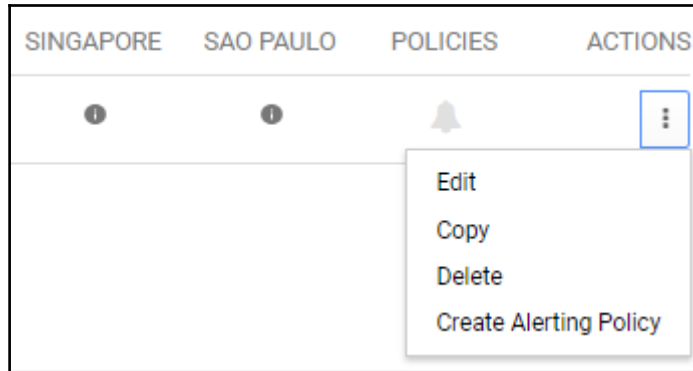 SINGAPORE SAO PAULO POLICIES ACTIONS
Edit
Copy
Delete
Create Alerting Policy